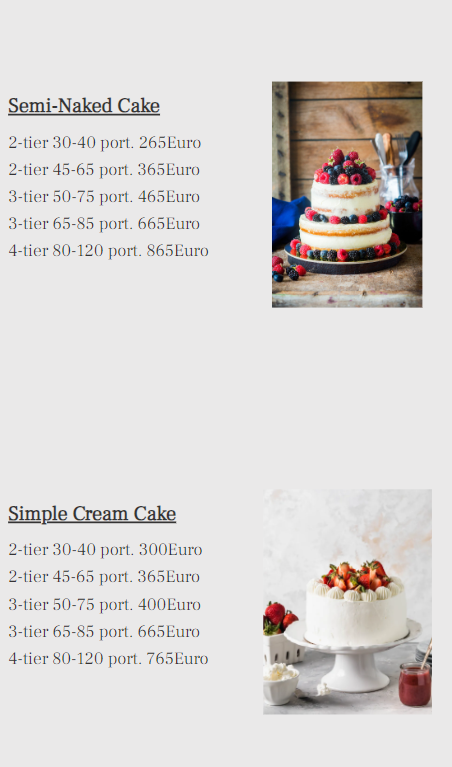 Semi-Naked Cake
2-tier 30-40 port. 265Euro
2-tier 45-65 port. 365Euro
3-tier 50-75 port. 465Euro
3-tier 65-85 port. 665Euro
4-tier 80-120 port. 865Euro
Simple Cream Cake
2-tier 30-40 port. 300Euro
2-tier 45-65 port. 365Euro
3-tier 50-75 port. 400Euro
3-tier 65-85 port. 665Euro
4-tier 80-120 port. 765Euro